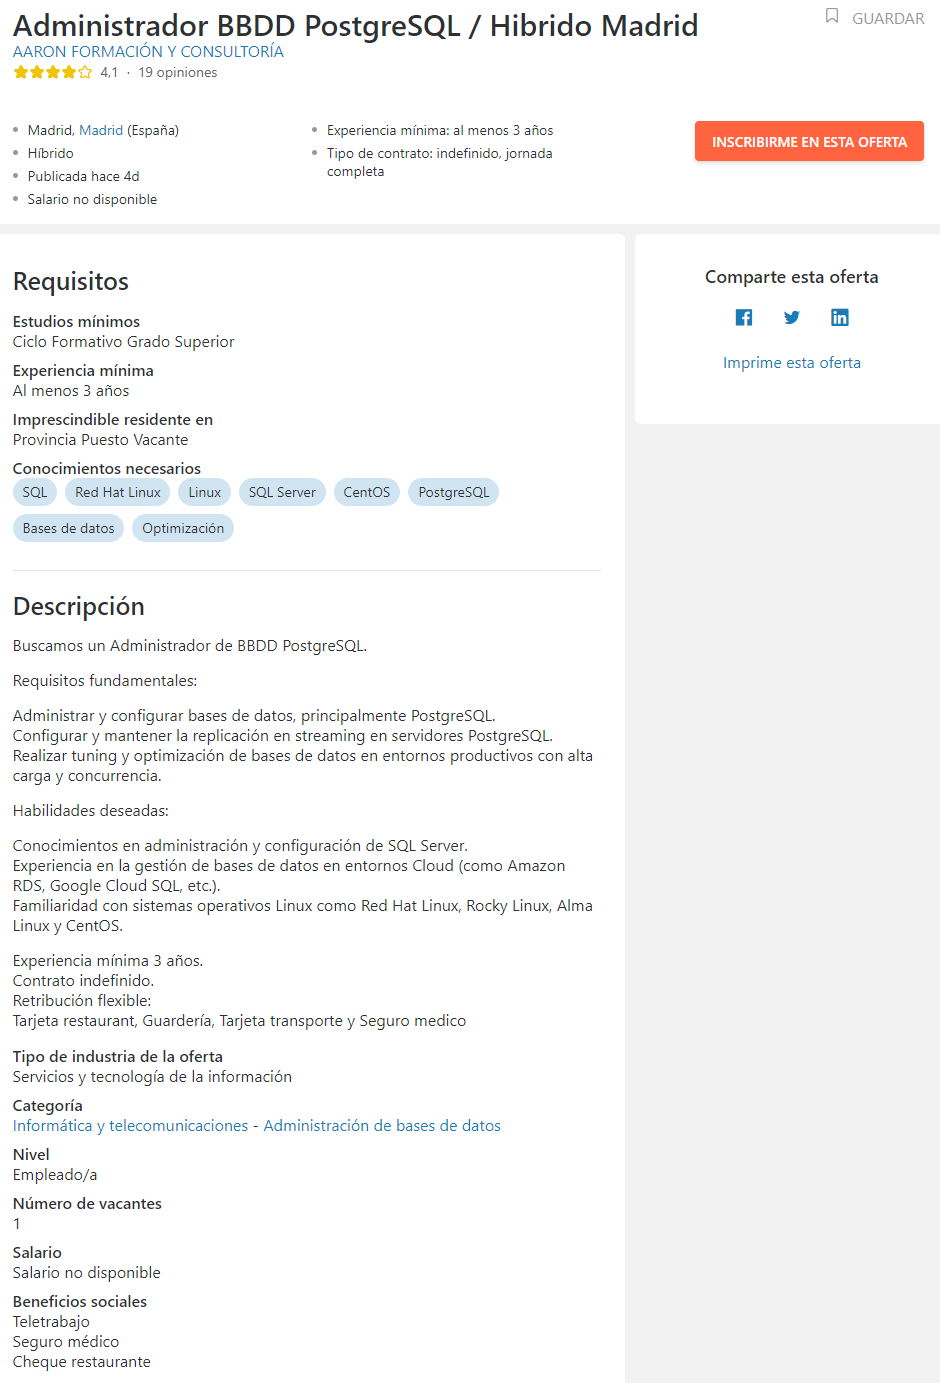 Administrador BBDD PostgreSQL / Hibrido Madrid
GUARDAR
AARON FORMACIÓN Y CONSULTORÍA
4,1 · 19 opiniones
Madrid, Madrid (España)
Híbrido
Publicada hace 4d
Salario no disponible
Experiencia mínima: al menos 3 años
Tipo de contrato: indefinido, jornada
completa
INSCRIBIRME EN ESTA OFERTA
Requisitos
Estudios mínimos
Ciclo Formativo Grado Superior
Experiencia mínima
Al menos 3 años
Imprescindible residente en
Provincia Puesto Vacante
Conocimientos necesarios
SQL Red Hat Linux Linux SQL Server CentOS PostgreSQL
Bases de datos Optimización
Comparte esta oferta
Imprime esta oferta
Descripción
Buscamos un Administrador de BBDD PostgreSQL.
Requisitos fundamentales:
Administrar y configurar bases de datos, principalmente PostgreSQL.
Configurar y mantener la replicación en streaming en servidores PostgreSQL.
Realizar tuning y optimización de bases de datos en entornos productivos con alta
carga y concurrencia.
Habilidades deseadas:
Conocimientos en administración y configuración de SQL Server.
Experiencia en la gestión de bases de datos en entornos Cloud (como Amazon
RDS, Google Cloud SQL, etc.).
Familiaridad con sistemas operativos Linux como Red Hat Linux, Rocky Linux, Alma
Linux y CentOS.
Experiencia mínima 3 años.
Contrato indefinido.
Retribución flexible:
Tarjeta restaurant, Guardería, Tarjeta transporte y Seguro medico
Tipo de industria de la oferta
Servicios y tecnología de la información
Categoría
Informática y telecomunicaciones - Administración de bases de datos
Nivel
Empleado/a
Número de vacantes
1
Salario
Salario no disponible
Beneficios sociales
Teletrabajo
Seguro médico
Cheque restaurante